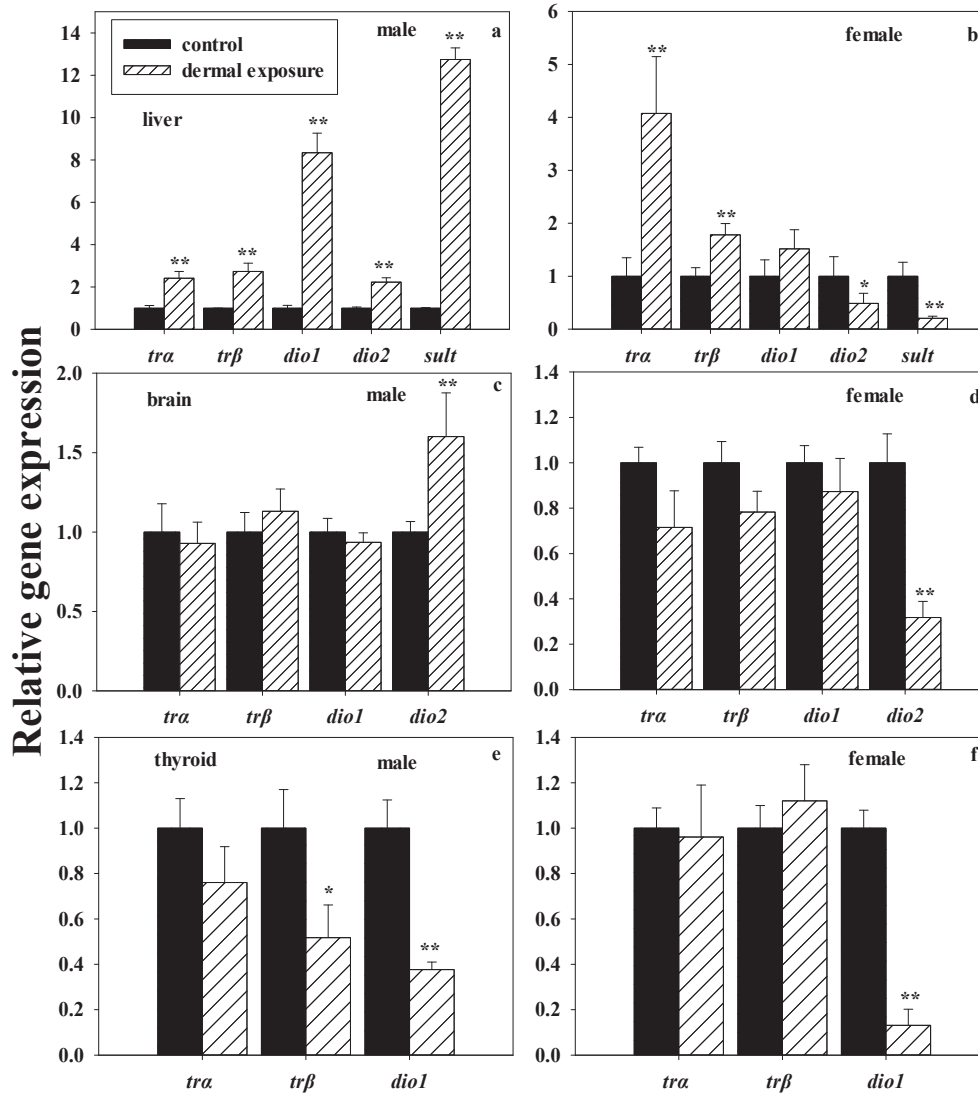 Relative gene expression
14
12
10
8
6
4
2
0
control
dermal exposure
male
a
liver
**
**
**
**
**
trα
trβ
dio1
dio2
sult
6
5
4
3
2
1
0
female
b
**
**
*
**
trα
trβ
dio1
dio2
sult
2.0
1.5
1.0
0.5
0.0
brain
male
c
**
trα
trβ
dio1
dio2
1.4
1.2
1.0
0.8
0.6
0.4
0.2
0.0
female
d
**
trα
trβ
dio1
dio2
1.4
1.2
1.0
0.8
0.6
0.4
0.2
0.0
thyroid
male
e
*
**
trα
trβ
dio1
1.4
1.2
1.0
0.8
0.6
0.4
0.2
0.0
female
f
**
trα
trβ
dio1